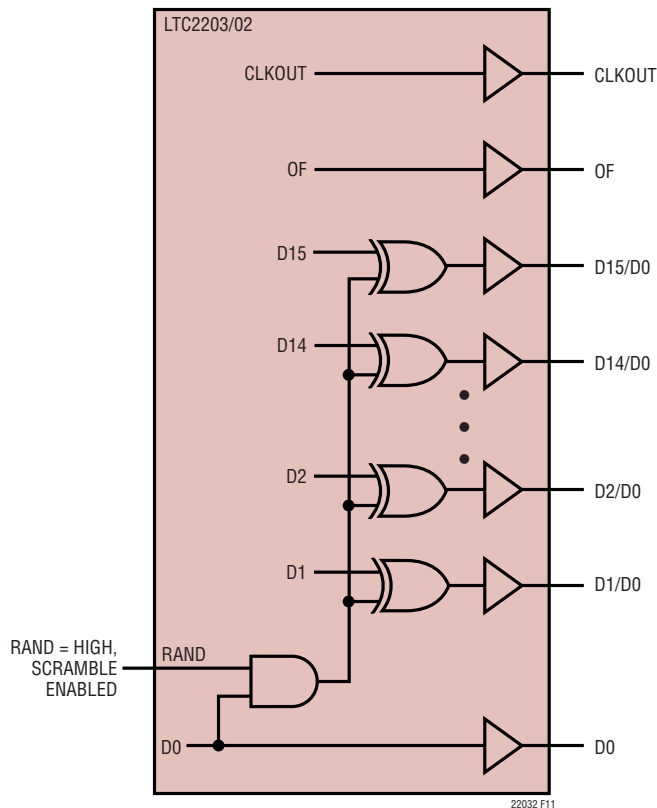 LTC2203/02
CLKOUT
CLKOUT
OF
OF
D15
D15/D0
D14
D14/D0
D2
D2/D0
D1
D1/D0
RAND = HIGH,
SCRAMBLE
ENABLED
RAND
D0
D0
22032 F11